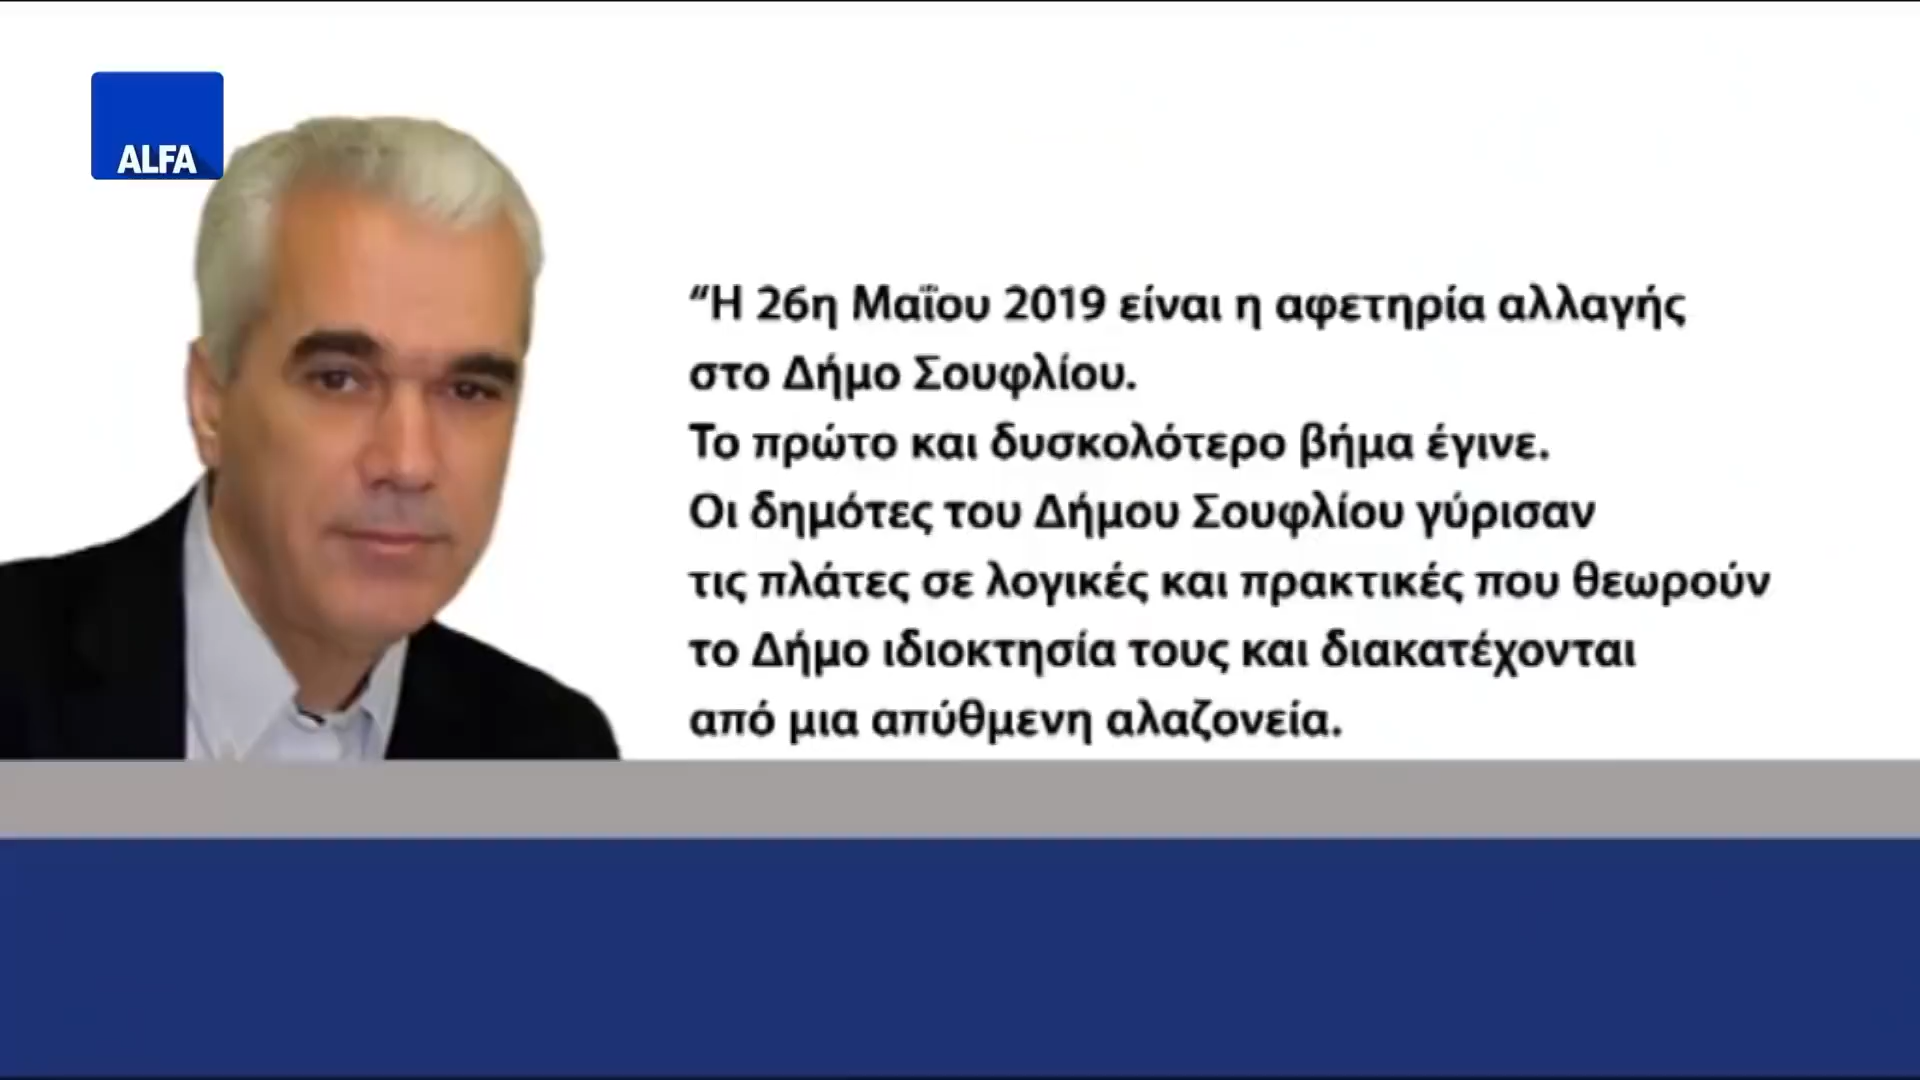 ALFA
“Η 26η Μαΐου 2019 είναι η αφετηρία αλλαγής
στο Δήμο Σουφλίου.
Το πρώτο και δυσκολότερο βήμα έγινε.
Οι δημότες του Δήμου Σουφλίου γύρισαν
τις πλάτες σε λογικές και πρακτικές που θεωρούν
το Δήμο ιδιοκτησία τους και διακατέχονται
από μια απύθμενη αλαζονεία.